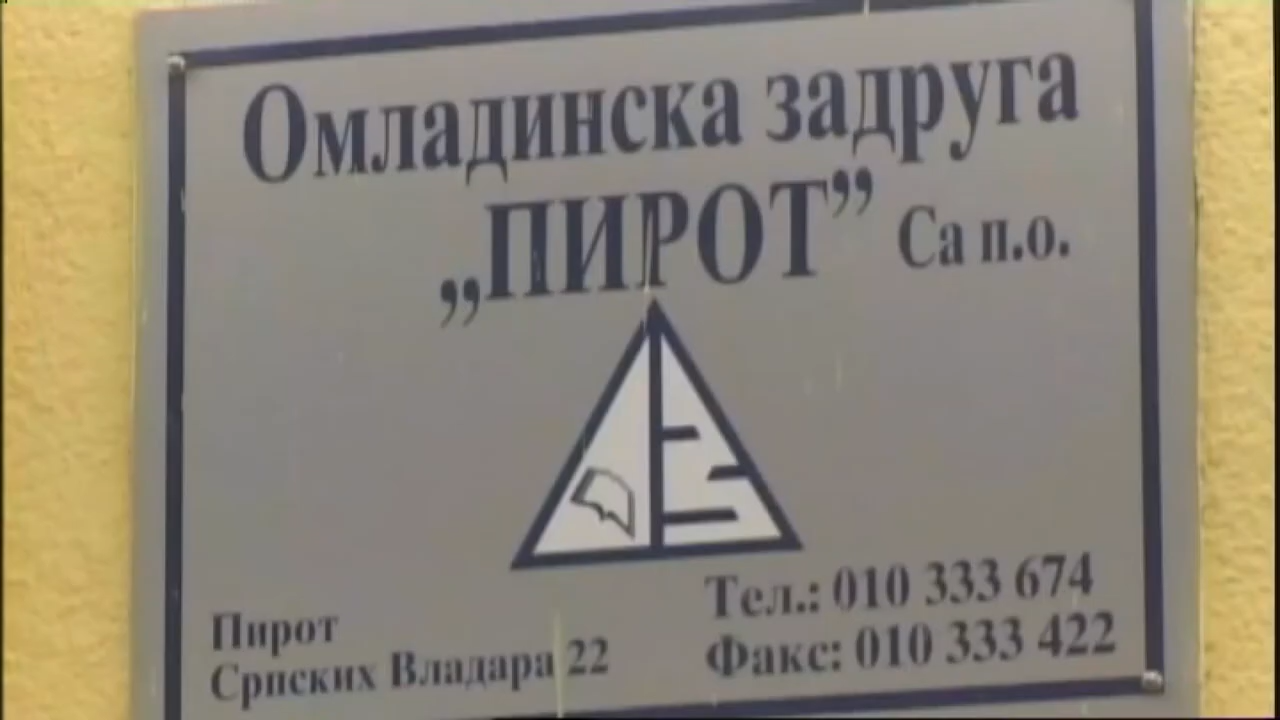 Омладинска задруга
„ПИРОТ” Са п.о.
Пирот
Српских Владара 22
Тел.: 010 333 674
Факс: 010 333 422